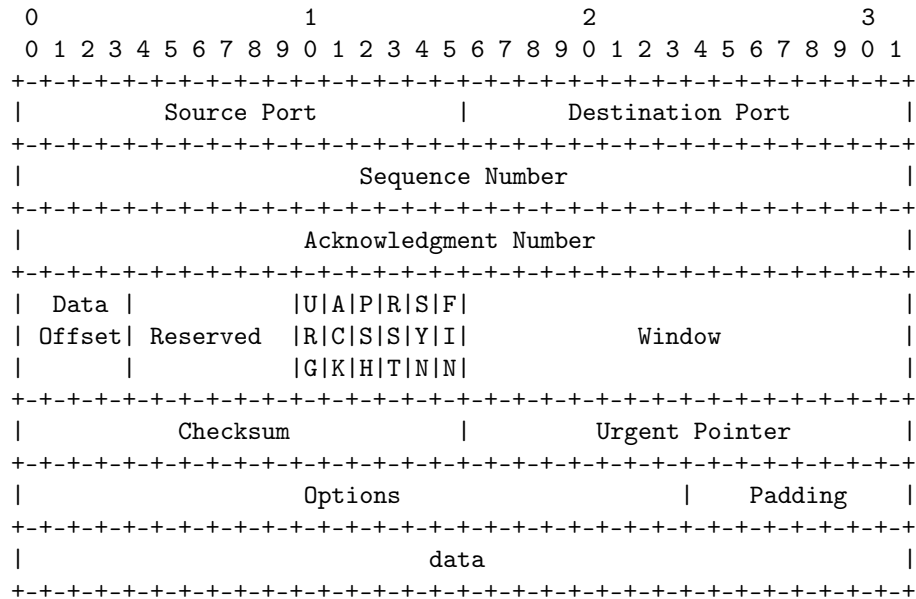 0                   1                   2                   3
 0 1 2 3 4 5 6 7 8 9 0 1 2 3 4 5 6 7 8 9 0 1 2 3 4 5 6 7 8 9 0 1
+-+-+-+-+-+-+-+-+-+-+-+-+-+-+-+-+-+-+-+-+-+-+-+-+-+-+-+-+-+-+-+-+
|          Source Port          |       Destination Port        |
+-+-+-+-+-+-+-+-+-+-+-+-+-+-+-+-+-+-+-+-+-+-+-+-+-+-+-+-+-+-+-+-+
|                        Sequence Number                        |
+-+-+-+-+-+-+-+-+-+-+-+-+-+-+-+-+-+-+-+-+-+-+-+-+-+-+-+-+-+-+-+-+
|                    Acknowledgment Number                      |
+-+-+-+-+-+-+-+-+-+-+-+-+-+-+-+-+-+-+-+-+-+-+-+-+-+-+-+-+-+-+-+-+
|  Data |           |U|A|P|R|S|F|                               |
| Offset| Reserved  |R|C|S|S|Y|I|            Window             |
|       |           |G|K|H|T|N|N|                               |
+-+-+-+-+-+-+-+-+-+-+-+-+-+-+-+-+-+-+-+-+-+-+-+-+-+-+-+-+-+-+-+-+
|           Checksum            |         Urgent Pointer        |
+-+-+-+-+-+-+-+-+-+-+-+-+-+-+-+-+-+-+-+-+-+-+-+-+-+-+-+-+-+-+-+-+
|                    Options                    |    Padding    |
+-+-+-+-+-+-+-+-+-+-+-+-+-+-+-+-+-+-+-+-+-+-+-+-+-+-+-+-+-+-+-+-+
|                             data                              |
+-+-+-+-+-+-+-+-+-+-+-+-+-+-+-+-+-+-+-+-+-+-+-+-+-+-+-+-+-+-+-+-+